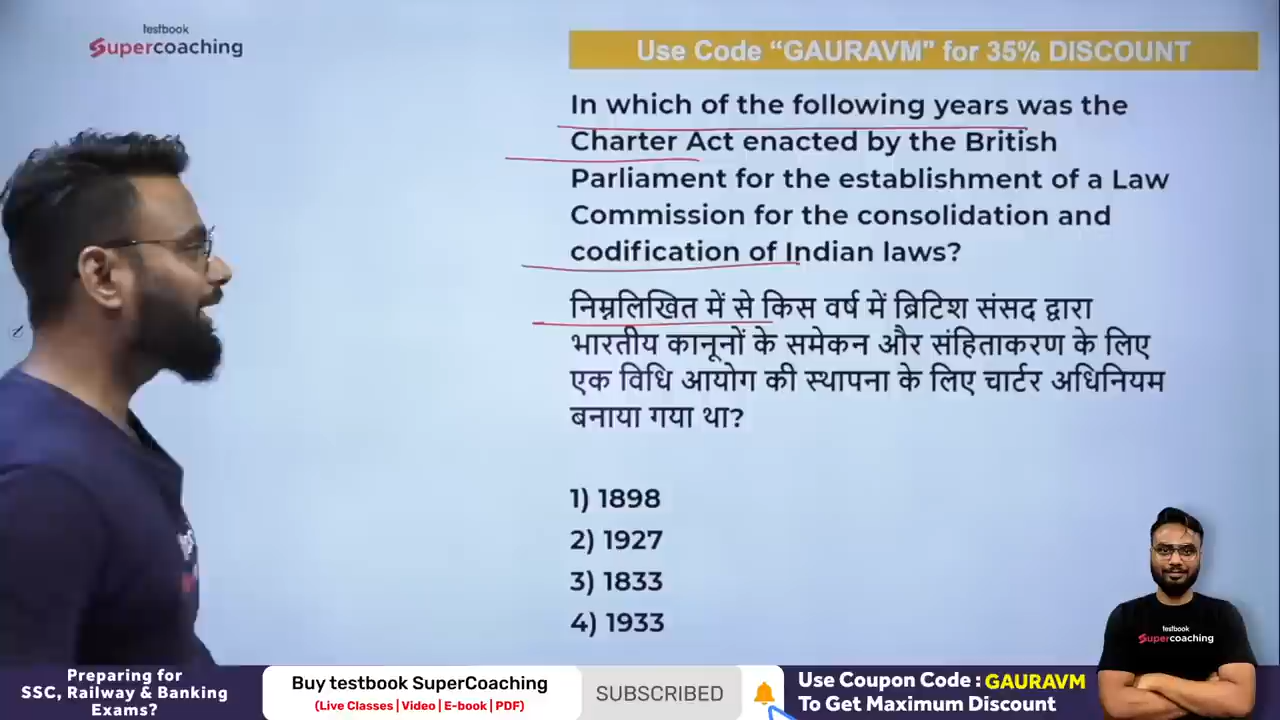 testbook
Supercoaching
Use Code “GAURAVM" for 35% DISCOUNT
In which of the following years was the
Charter Act enacted by the British
Parliament for the establishment of a Law
Commission for the consolidation and
codification of Indian laws?
निम्नलिखित में से किस वर्ष में ब्रिटिश संसद द्वारा
भारतीय कानूनों के समेकन और संहिताकरण के लिए
एक विधि आयोग की स्थापना के लिए चार्टर अधिनियम
बनाया गया था?
1) 1898
2) 1927
3) 1833
4) 1933
testbook
Supercoaching
Preparing for
SSC, Railway & Banking
Exams?
Buy testbook SuperCoaching
(Live Classes | Video | E-book | PDF)
SUBSCRIBED
Use Coupon Code : GAURAVM
To Get Maximum Discount